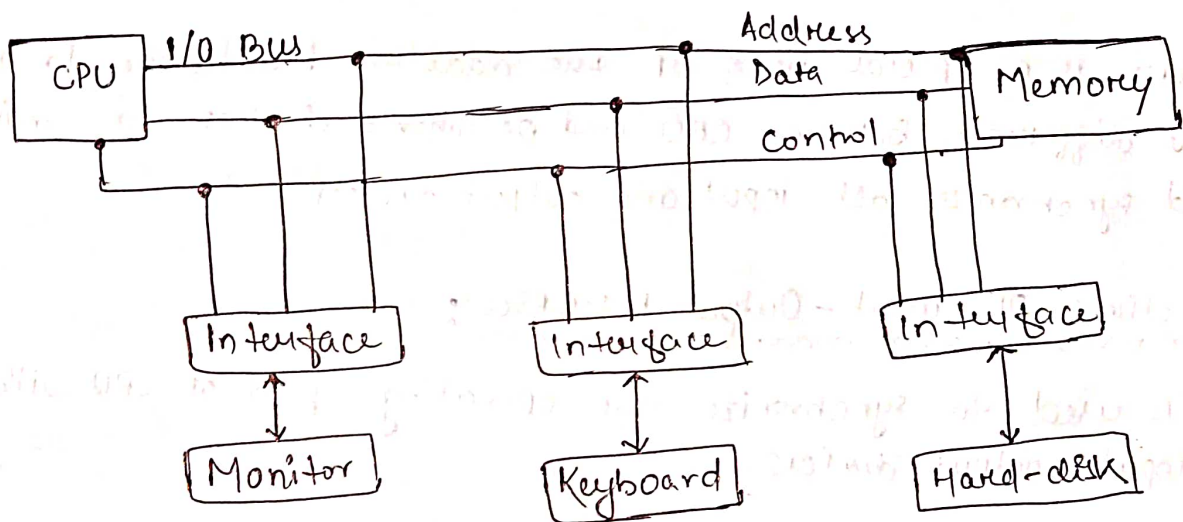 I/O Bus
Address
CPU
Data
Memory
Control
Interface
Interface
Interface
Monitor
Keyboard
Hard-disk